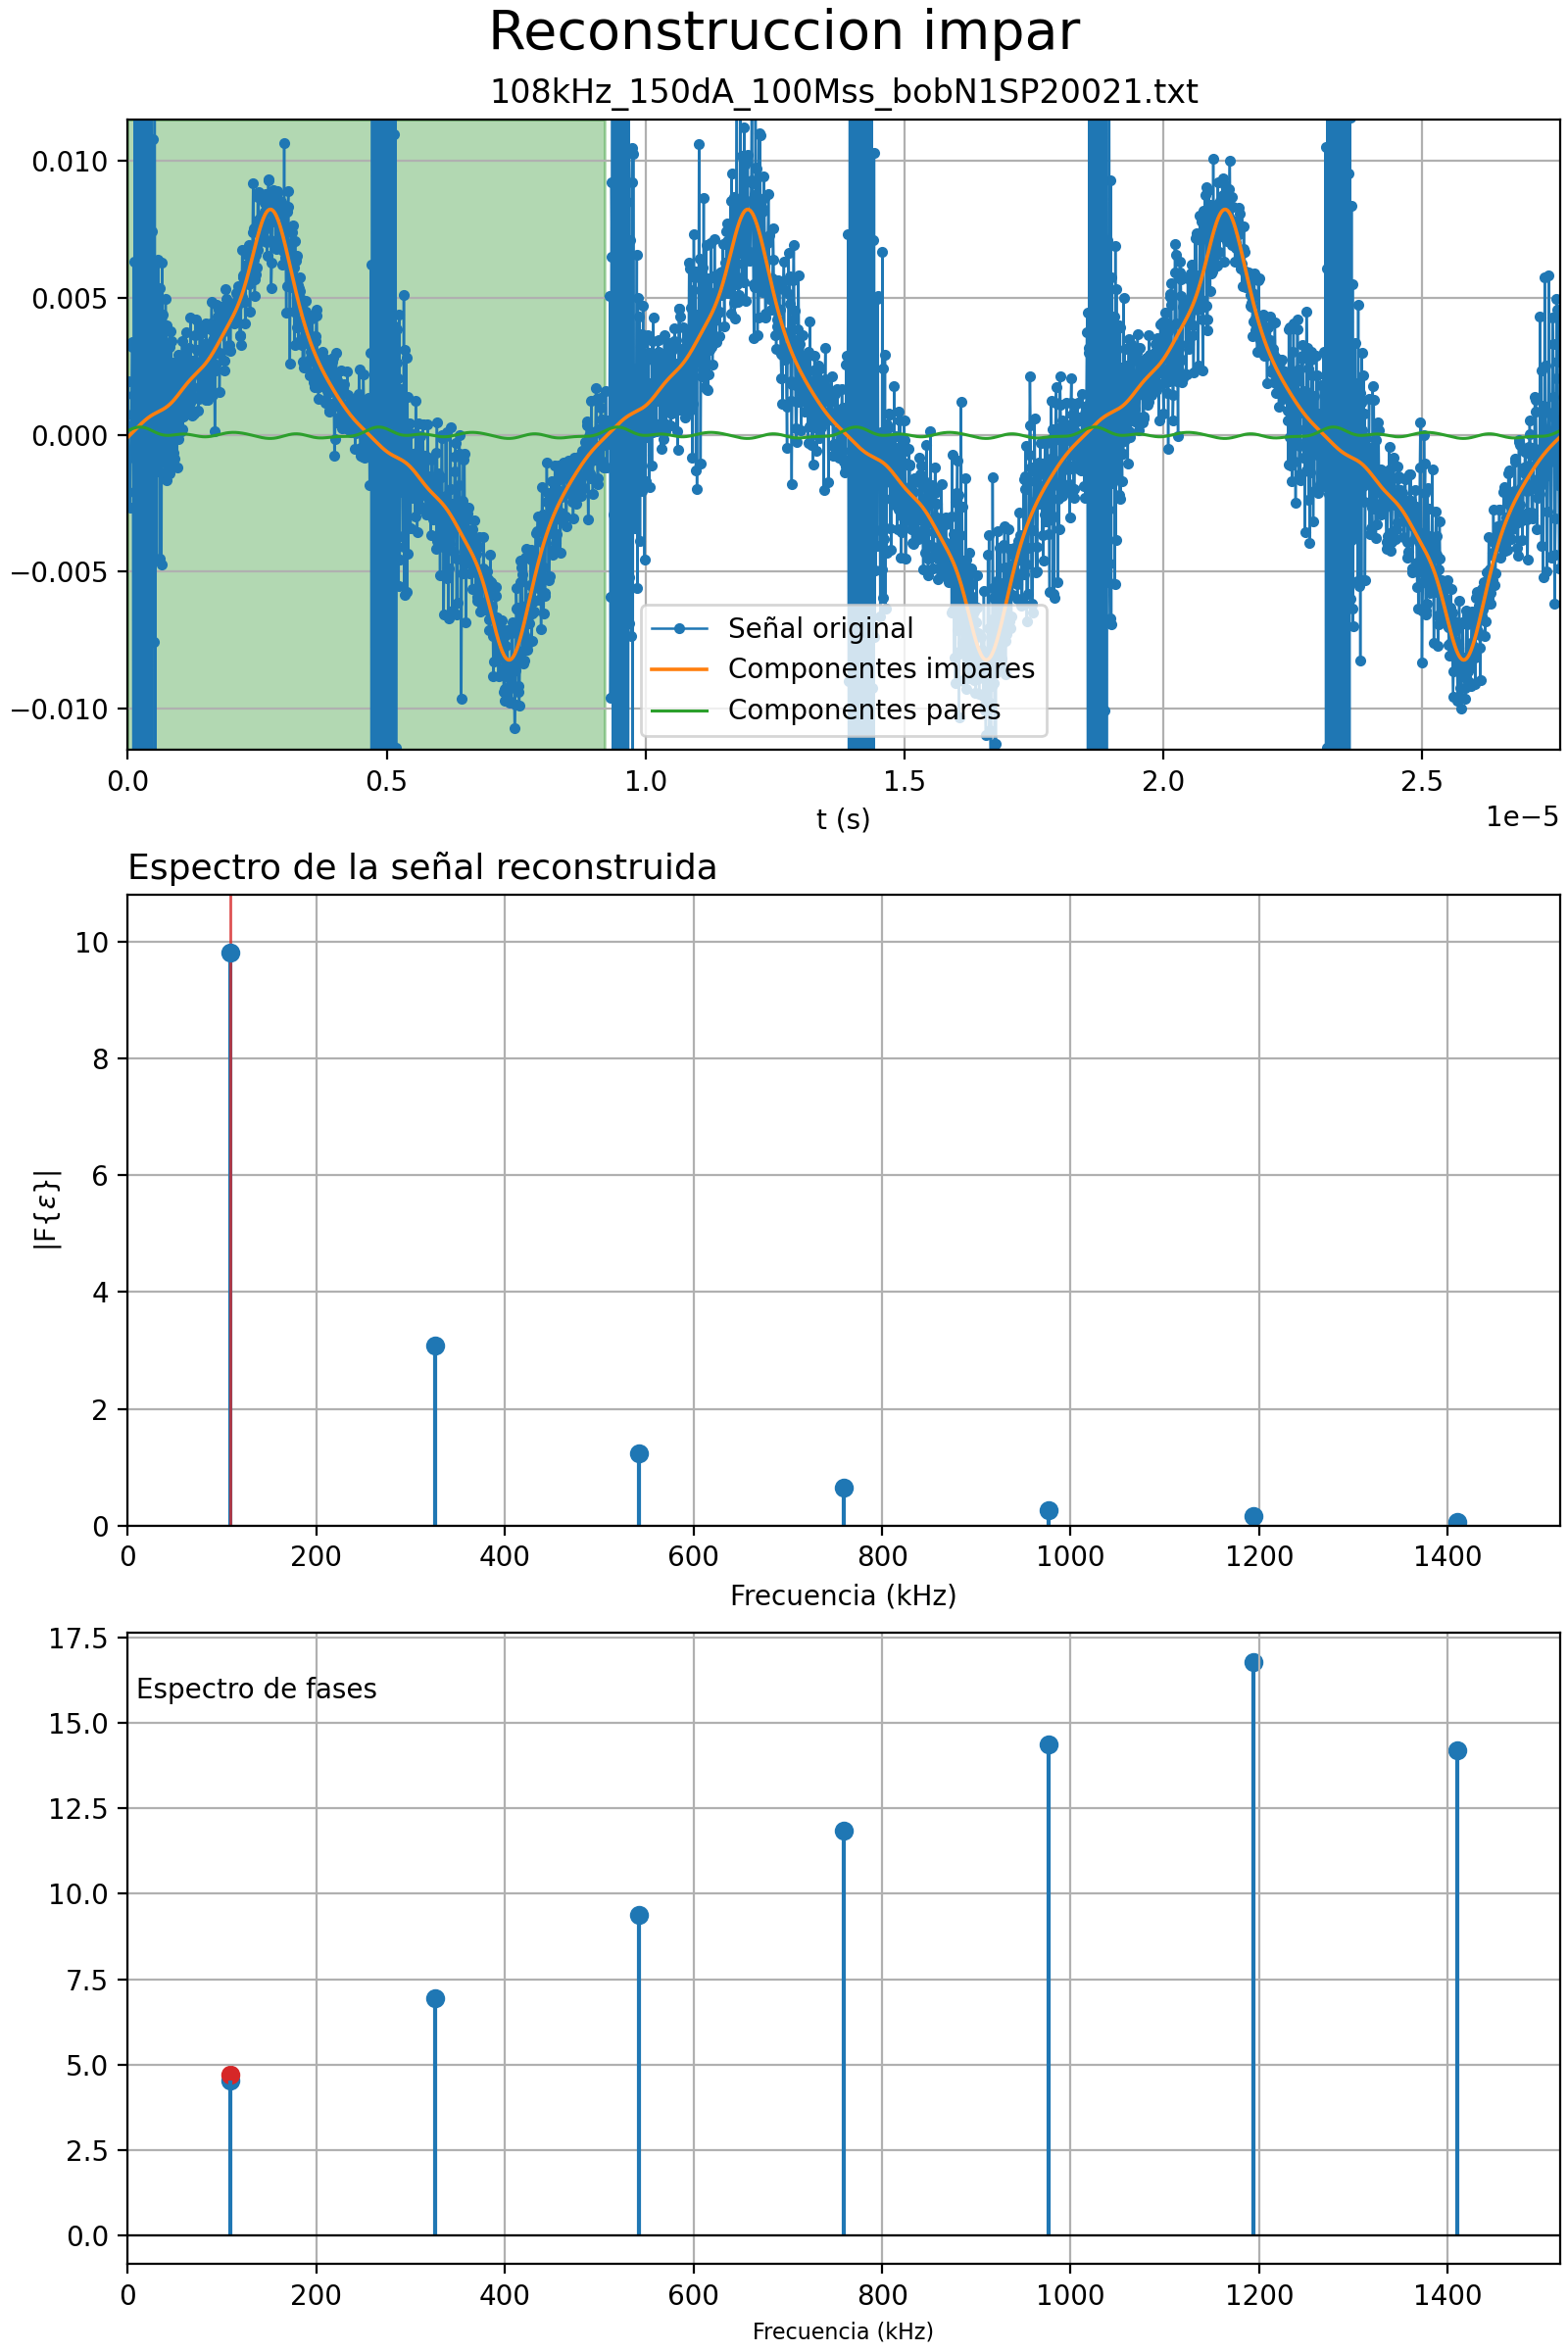 Reconstruccion impar
108kHz_150dA_100Mss_bobN1SP20021.txt
0.010
0.005
0.000
−0.005
−0.010
Señal original
Componentes impares
Componentes pares
0.0 0.5 1.0 1.5 2.0 2.5
1e−5
t (s)
Espectro de la señal reconstruida
10
8
6
4
2
0
|F{ε}|
0 200 400 600 800 1000 1200 1400
Frecuencia (kHz)
17.5
Espectro de fases
15.0
12.5
10.0
7.5
5.0
2.5
0.0
0 200 400 600 800 1000 1200 1400
Frecuencia (kHz)